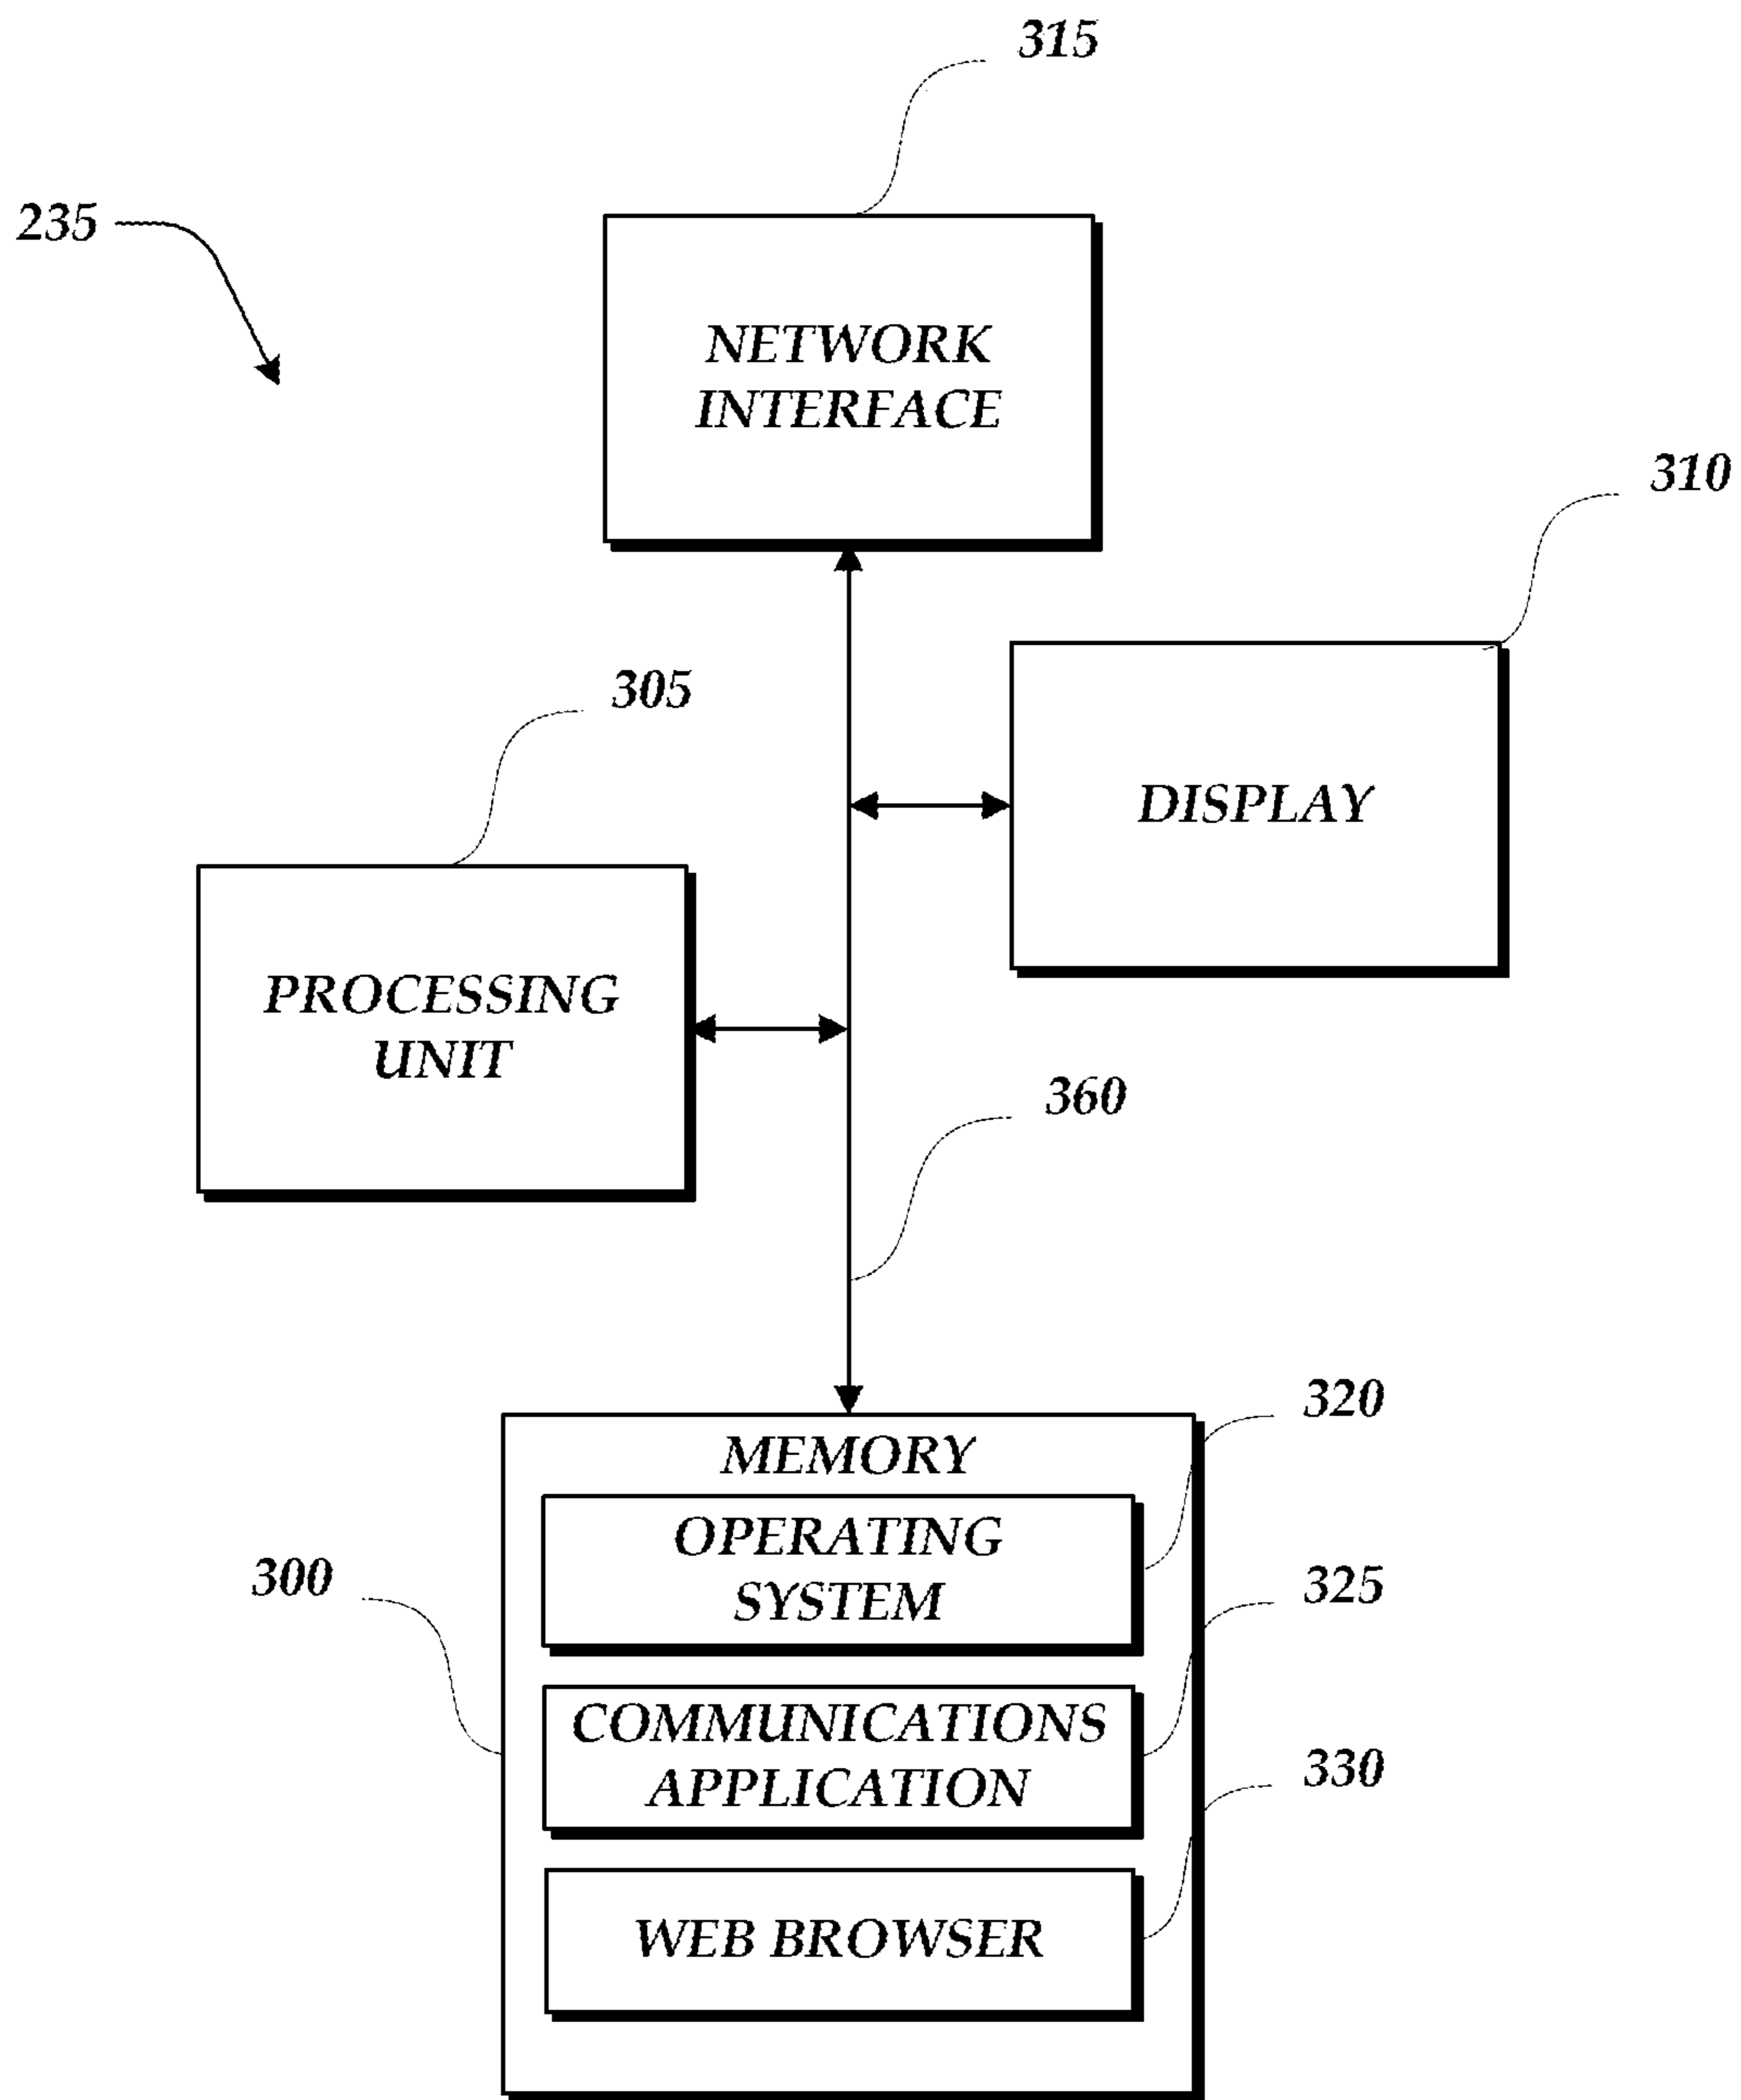 315
235
NETWORK
INTERFACE
310
305
DISPLAY
PROCESSING
UNIT
360
MEMORY
320
OPERATING
SYSTEM
300
325
COMMUNICATIONS
APPLICATION
330
WEB BROWSER